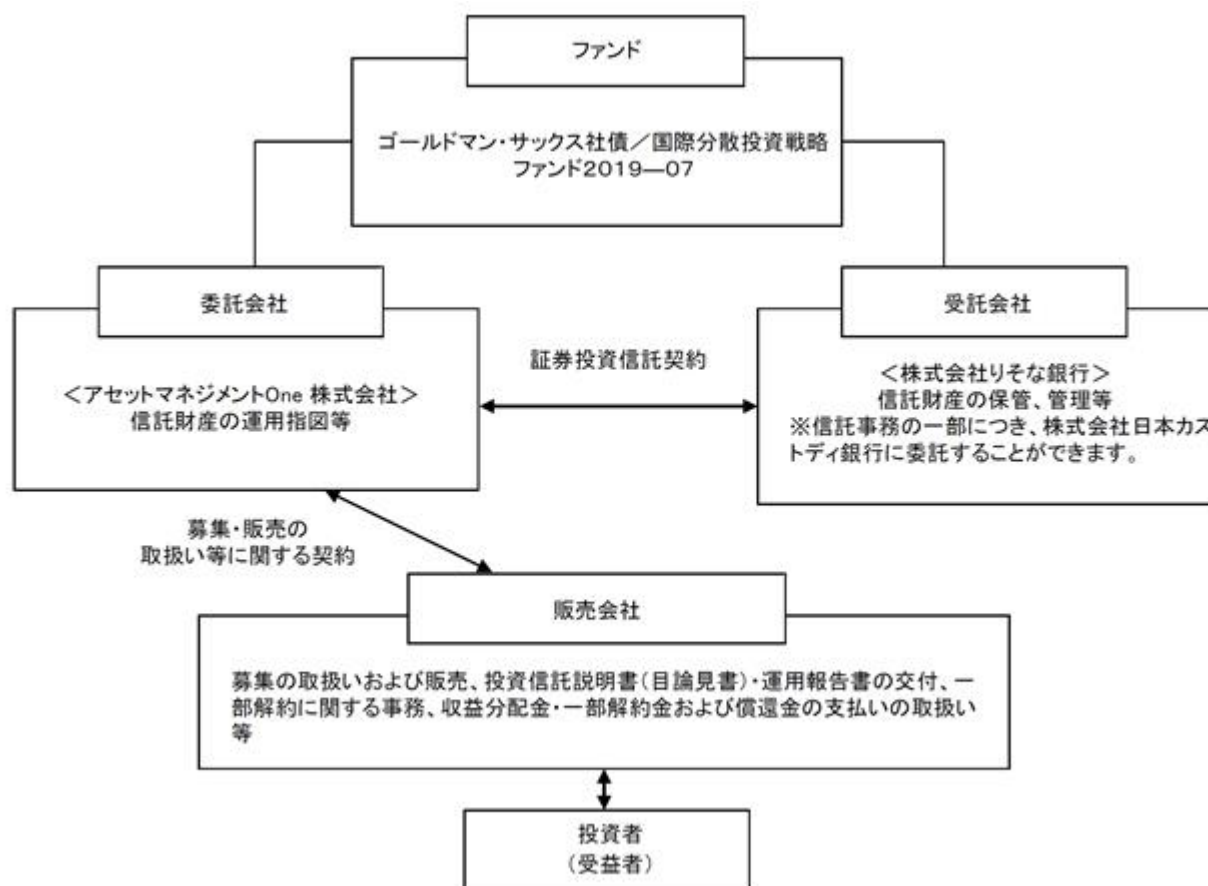 ファンド
ゴールドマン・サックス社債／国際分散投資戦略
ファンド2019―07
委託会社
＜アセットマネジメントOne 株式会社＞
信託財産の運用指図等
証券投資信託契約
受託会社
＜株式会社りそな銀行＞
信託財産の保管、管理等
※信託事務の一部につき、株式会社日本カス
トディ銀行に委託することができます。
募集・販売の
取扱い等に関する契約
販売会社
募集の取扱いおよび販売、投資信託説明書（目論見書）・運用報告書の交付、一
部解約に関する事務、収益分配金・一部解約金および償還金の支払いの取扱い
等
投資者
（受益者）